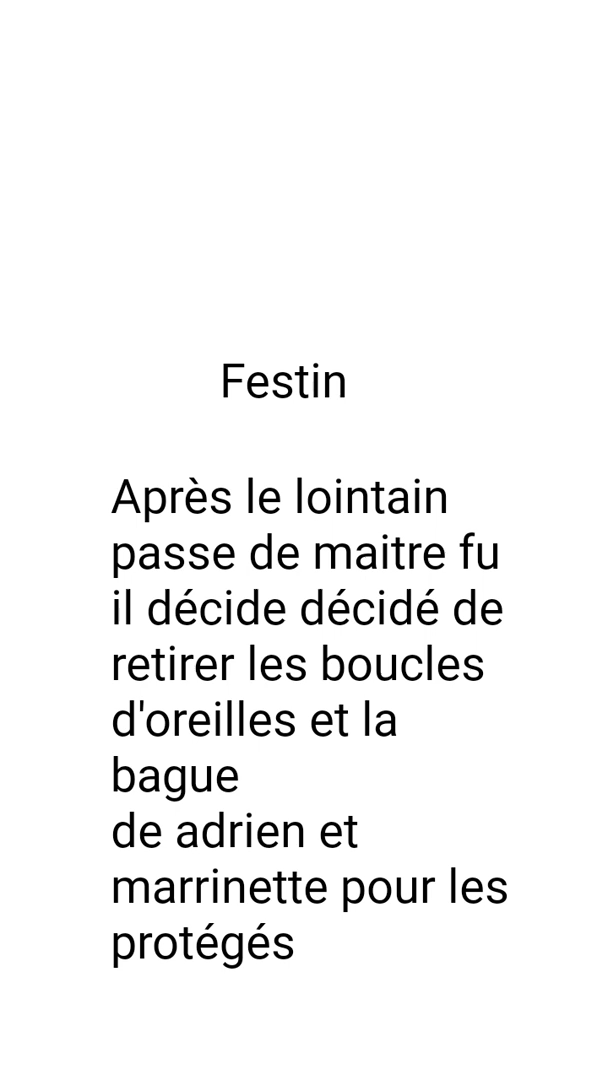 Festin
Après le lointain
passe de maitre fu
il décide décidé de
retirer les boucles
d'oreilles et la
bague
de adrien et
marrinette pour les
protégés